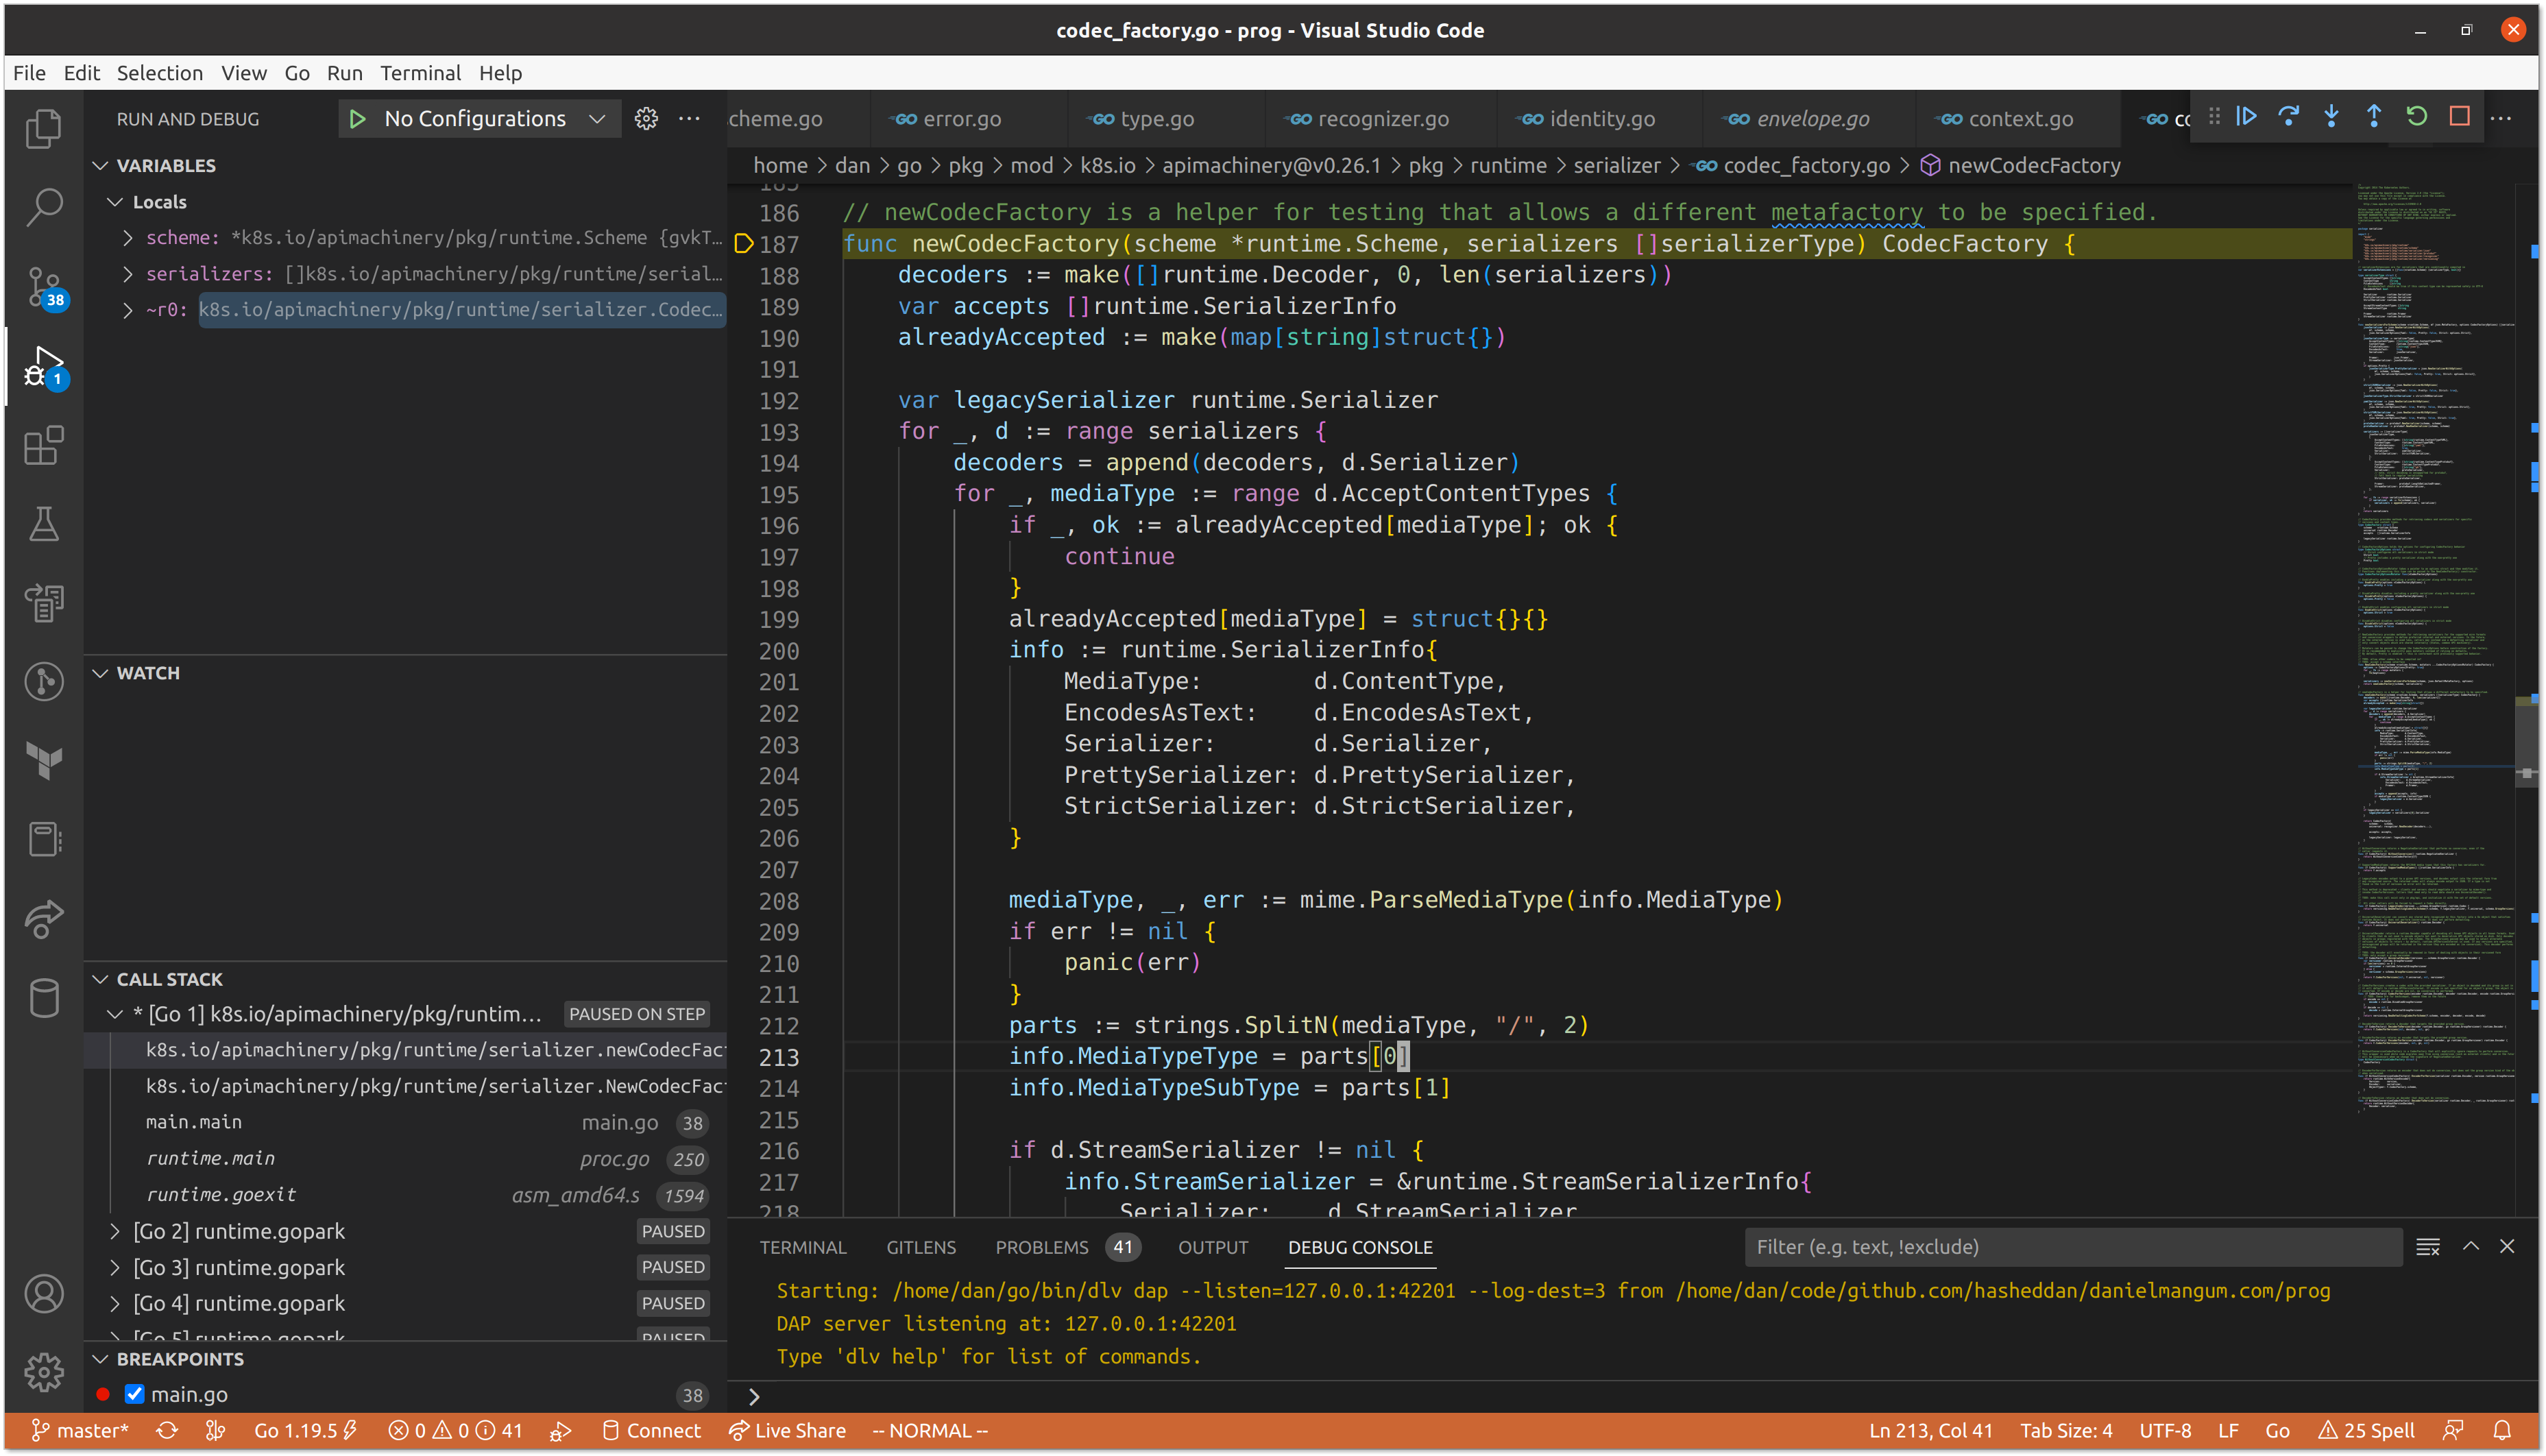 codec_factory.go - prog - Visual Studio Code
File Edit Selection View Go Run Terminal Help
RUN AND DEBUG
No Configurations
cheme.go
error.go
type.go
recognizer.go
identity.go
envelope.go
context.go
home > dan > go > pkg > mod > k8s.io > apimachinery@v0.26.1 > pkg > runtime > serializer > codec_factory.go > newCodecFactory
VARIABLES
Locals
scheme: *k8s.io/apimachinery/pkg/runtime.Scheme {gvkT...
serializers: []k8s.io/apimachinery/pkg/runtime/serial...
~r0: k8s.io/apimachinery/pkg/runtime/serializer.Codec...
38
1
WATCH
CALL STACK
* [Go 1] k8s.io/apimachinery/pkg/runtim... PAUSED ON STEP
k8s.io/apimachinery/pkg/runtime/serializer.newCodecFac
k8s.io/apimachinery/pkg/runtime/serializer.NewCodecFac
main.main main.go 38
runtime.main proc.go 250
runtime.goexit asm_amd64.s 1594
[Go 2] runtime.gopark PAUSED
[Go 3] runtime.gopark PAUSED
[Go 4] runtime.gopark PAUSED
[Go 5] runtime.gopark PAUSED
BREAKPOINTS
main.go 38
185
186 // newCodecFactory is a helper for testing that allows a different metafactory to be specified.
187 func newCodecFactory(scheme *runtime.Scheme, serializers []serializerType) CodecFactory {
188 decoders := make([]runtime.Decoder, 0, len(serializers))
189 var accepts []runtime.SerializerInfo
190 alreadyAccepted := make(map[string]struct{})
191
192 var legacySerializer runtime.Serializer
193 for _, d := range serializers {
194 decoders = append(decoders, d.Serializer)
195 for _, mediaType := range d.AcceptContentTypes {
196 if _, ok := alreadyAccepted[mediaType]; ok {
197 continue
198 }
199 alreadyAccepted[mediaType] = struct{}{}
200 info := runtime.SerializerInfo{
201 MediaType: d.ContentType,
202 EncodesAsText: d.EncodesAsText,
203 Serializer: d.Serializer,
204 PrettySerializer: d.PrettySerializer,
205 StrictSerializer: d.StrictSerializer,
206 }
207
208 mediaType, _, err := mime.ParseMediaType(info.MediaType)
209 if err != nil {
210 panic(err)
211 }
212 parts := strings.SplitN(mediaType, "/", 2)
213 info.MediaTypeType = parts[0]
214 info.MediaTypeSubType = parts[1]
215
216 if d.StreamSerializer != nil {
217 info.StreamSerializer = &runtime.StreamSerializerInfo{
218 Serializer: d.StreamSerializer
TERMINAL GITLENS PROBLEMS 41 OUTPUT DEBUG CONSOLE
Filter (e.g. text, !exclude)
Starting: /home/dan/go/bin/dlv dap --listen=127.0.0.1:42201 --log-dest=3 from /home/dan/code/github.com/hasheddan/danielmangum.com/prog
DAP server listening at: 127.0.0.1:42201
Type 'dlv help' for list of commands.
>
master* Go 1.19.5 0 0 41 Connect Live Share -- NORMAL -- Ln 213, Col 41 Tab Size: 4 UTF-8 LF Go 25 Spell